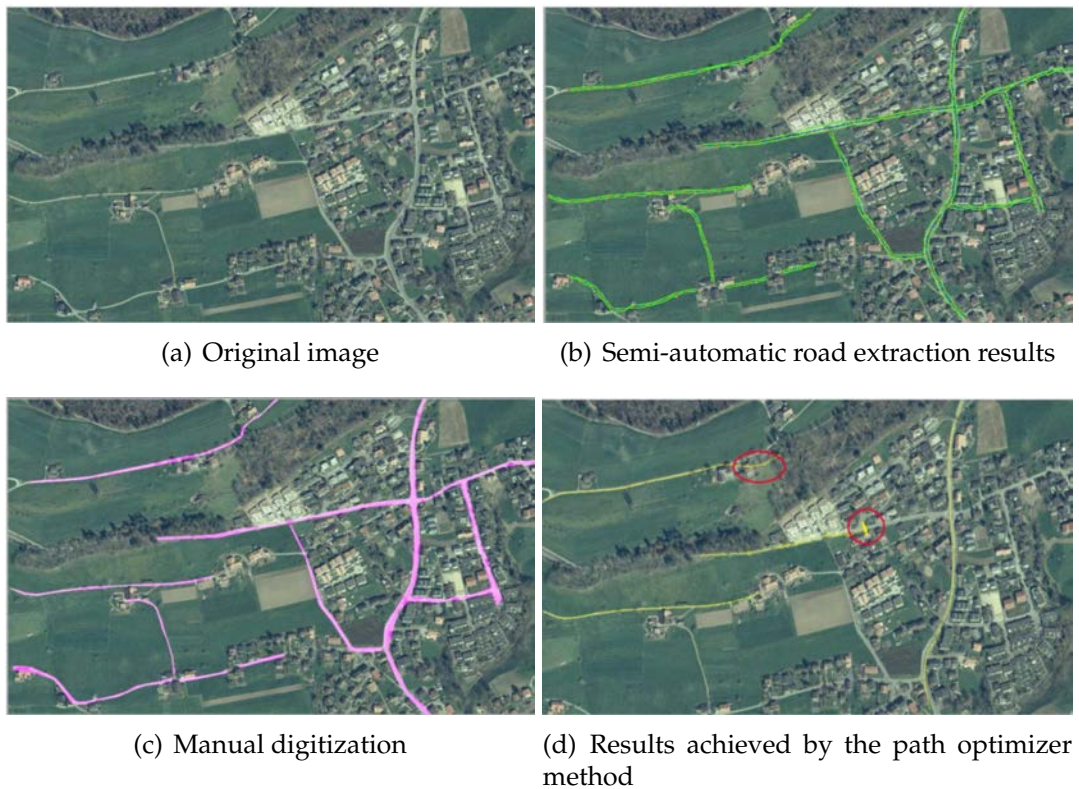 (a) Original image
(b) Semi-automatic road extraction results
(c) Manual digitization
(d) Results achieved by the path optimizer
method